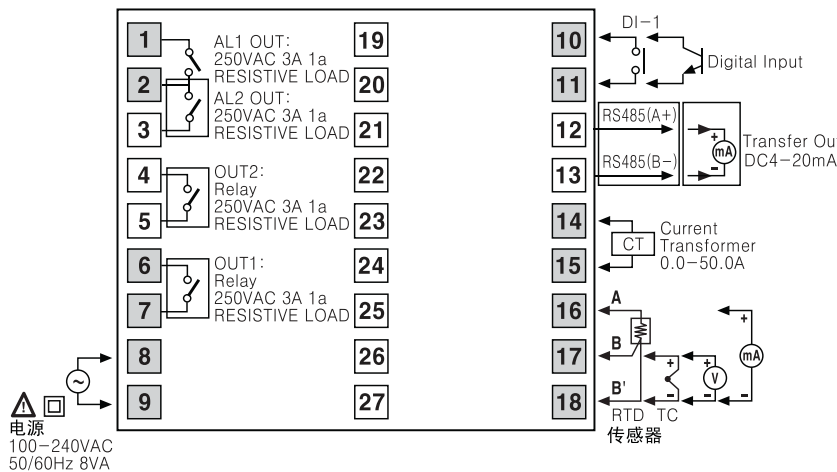 1
AL1 OUT:
250VAC 3A 1a
RESISTIVE LOAD
2
AL2 OUT:
250VAC 3A 1a
RESISTIVE LOAD
3
4
OUT2:
Relay
250VAC 3A 1a
RESISTIVE LOAD
5
6
OUT1:
Relay
250VAC 3A 1a
RESISTIVE LOAD
7
8
9
电源
100-240VAC
50/60Hz 8VA
19
20
21
22
23
24
25
26
27
10
DI-1
Digital Input
11
12
RS485(A+)
RS485(B-)
13
+
mA
-
Transfer Ou
DC4-20mA
14
CT
Current
Transformer
0.0-50.0A
15
16
A
17
B
18
B'
RTD
+
-
TC
+
V
-
+
mA
-
传感器